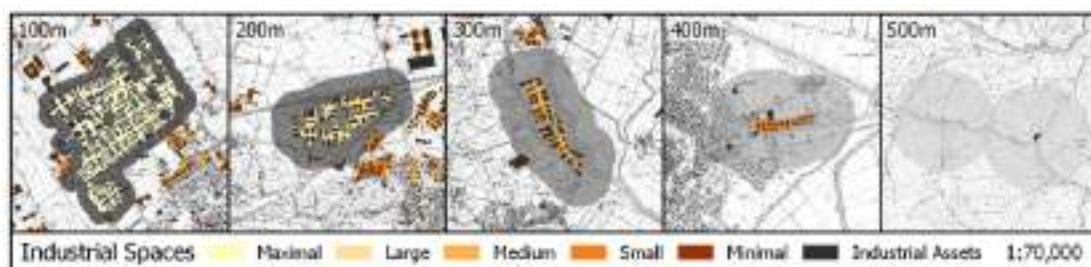 100m 200m 300m 400m 500m
Industrial Spaces Maximal Large Medium Small Minimal Industrial Assets 1:70,000